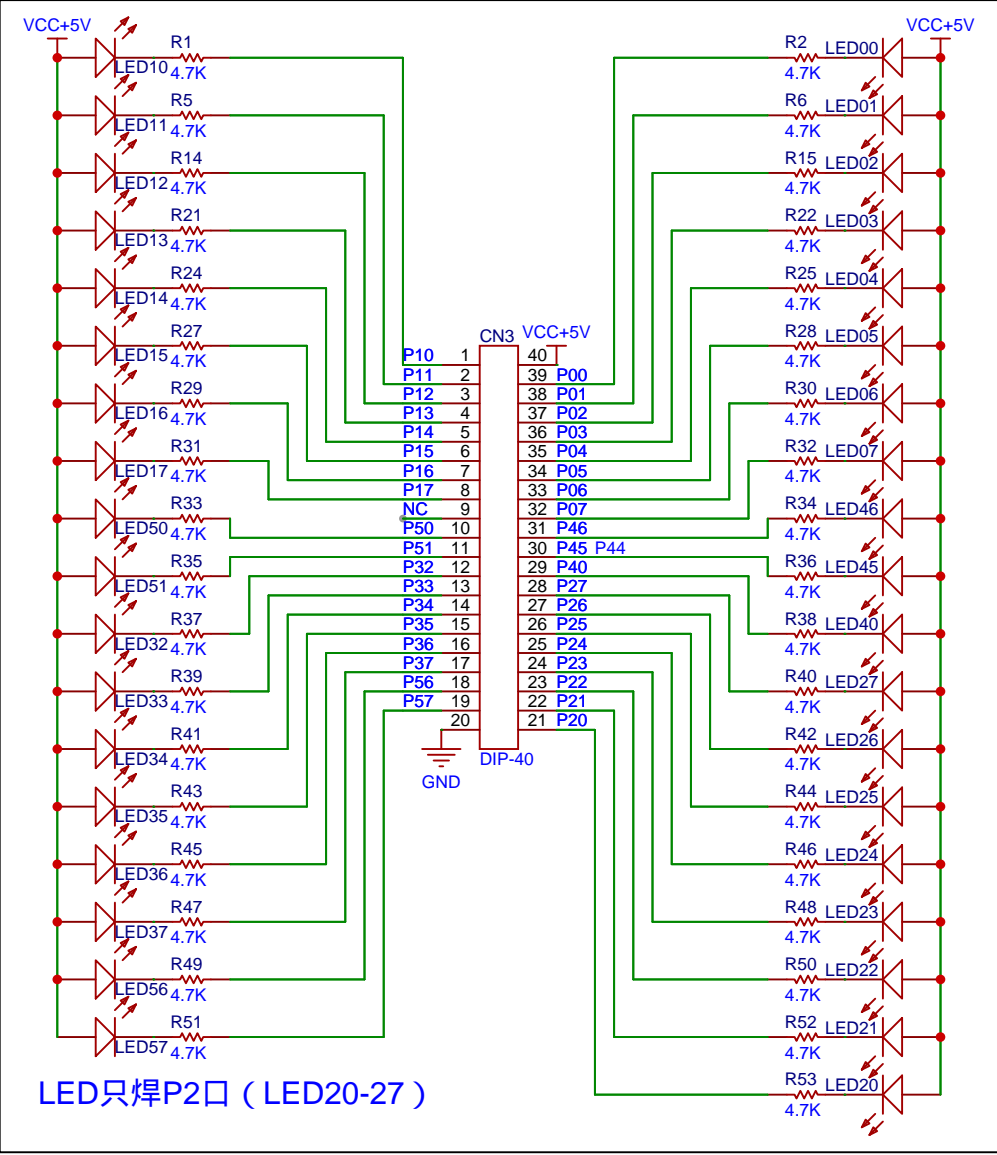 VCC+5V
LED10 R1 4.7K
LED11 R5 4.7K
LED12 R14 4.7K
LED13 R21 4.7K
LED14 R24 4.7K
LED15 R27 4.7K
LED16 R29 4.7K
LED17 R31 4.7K
LED50 R33 4.7K
LED51 R35 4.7K
LED32 R37 4.7K
LED33 R39 4.7K
LED34 R41 4.7K
LED35 R43 4.7K
LED36 R45 4.7K
LED37 R47 4.7K
LED56 R49 4.7K
LED57 R51 4.7K
CN3 VCC+5V
P10 1 40
P11 2 39 P00
P12 3 38 P01
P13 4 37 P02
P14 5 36 P03
P15 6 35 P04
P16 7 34 P05
P17 8 33 P06
NC 9 32 P07
P50 10 31 P46
P51 11 30 P45 P44
P32 12 29 P40
P33 13 28 P27
P34 14 27 P26
P35 15 26 P25
P36 16 25 P24
P37 17 24 P23
P56 18 23 P22
P57 19 22 P21
20 21 P20
GND
DIP-40
VCC+5V
R2 LED00 4.7K
R6 LED01 4.7K
R15 LED02 4.7K
R22 LED03 4.7K
R25 LED04 4.7K
R28 LED05 4.7K
R30 LED06 4.7K
R32 LED07 4.7K
R34 LED46 4.7K
R36 LED45 4.7K
R38 LED40 4.7K
R40 LED27 4.7K
R42 LED26 4.7K
R44 LED25 4.7K
R46 LED24 4.7K
R48 LED23 4.7K
R50 LED22 4.7K
R52 LED21 4.7K
R53 LED20 4.7K
LED只焊P2口（LED20-27）